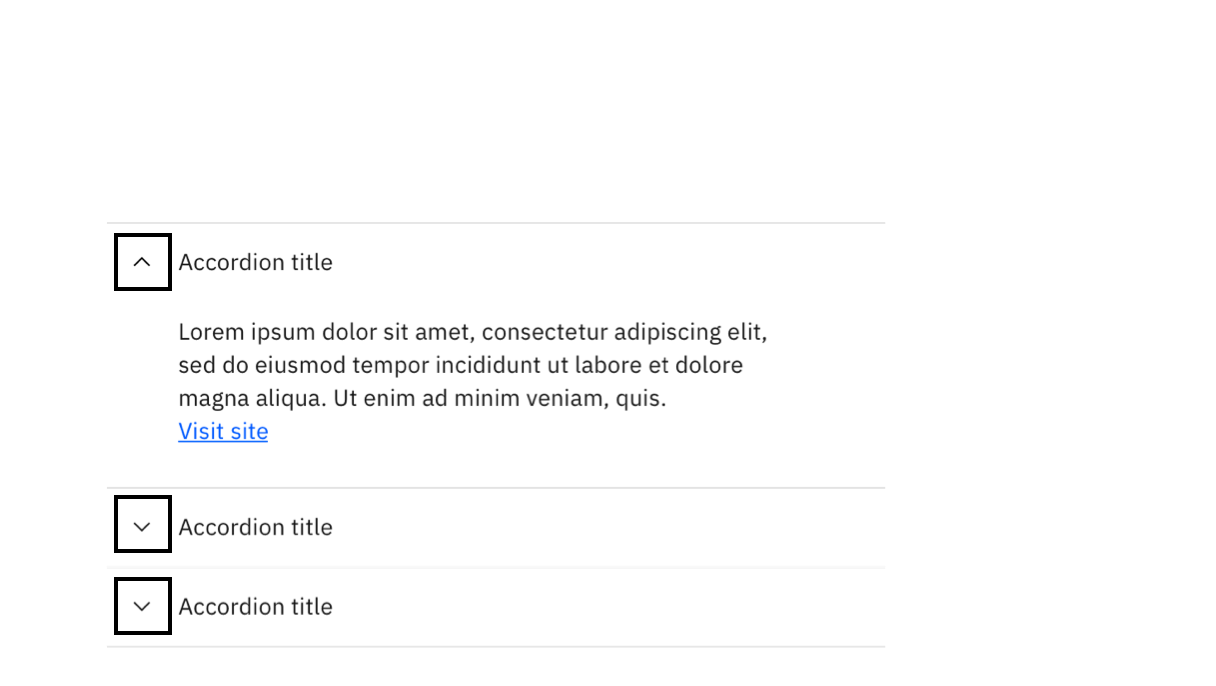 Accordion title
Lorem ipsum dolor sit amet, consectetur adipiscing elit,
sed do eiusmod tempor incididunt ut labore et dolore
magna aliqua. Ut enim ad minim veniam, quis.
Visit site
Accordion title
Accordion title